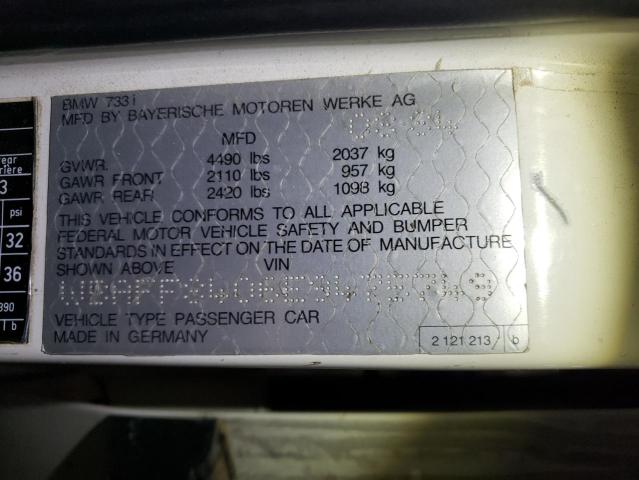 BMW 733i
MFD BY BAYERISCHE MOTOREN WERKE AG
MFD
GVWR. 4490 lbs 2037 kg
GAWR FRONT 2110 lbs 957 kg
GAWR REAR 2420 lbs 1098 kg
THIS VEHICLE CONFORMS TO ALL APPLICABLE
FEDERAL MOTOR VEHICLE SAFETY AND BUMPER
STANDARDS IN EFFECT ON THE DATE OF MANUFACTURE
SHOWN ABOVE VIN
VEHICLE TYPE PASSENGER CAR
MADE IN GERMANY
2 121 213 b
rear
3
psi
32
36
390
lb